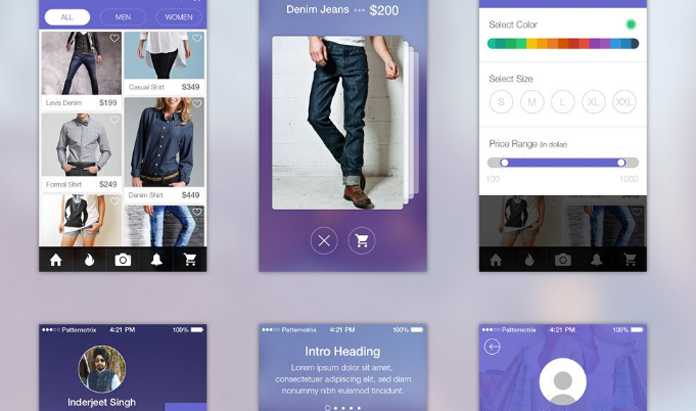 ALL MEN WOMEN
Levis Denim $199
Casual Shirt $349
Formal Shirt $249
Denim Shirt $449
Denim Jeans ••• $200
Select Color
Select Size
S M L XL XXL
Price Range (in dollar)
100 1000
●●●○○ Patternotrix 4:21 PM 100%
Inderjeet Singh
●●●○○ Patternotrix 4:21 PM 100%
Intro Heading
Lorem ipsum dolor sit amet,
consectetuer adipiscing elit, sed diam
nonummy nibh euismod tincidunt.
●●●○○ Patternotrix 4:21 PM 100%